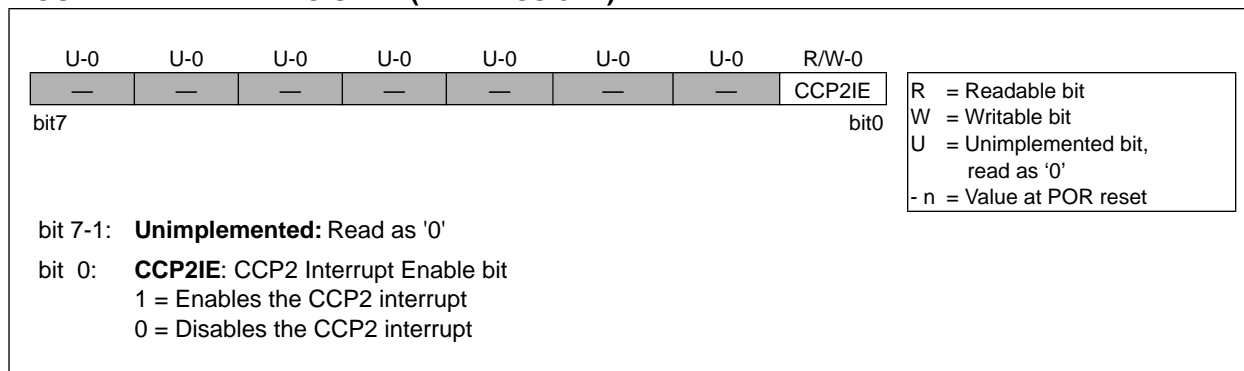 U-0 U-0 U-0 U-0 U-0 U-0 U-0 R/W-0
— — — — — — — CCP2IE
bit7 bit0
R = Readable bit
W = Writable bit
U = Unimplemented bit,
read as ‘0’
- n = Value at POR reset
bit 7-1: Unimplemented: Read as '0'
bit 0: CCP2IE: CCP2 Interrupt Enable bit
1 = Enables the CCP2 interrupt
0 = Disables the CCP2 interrupt